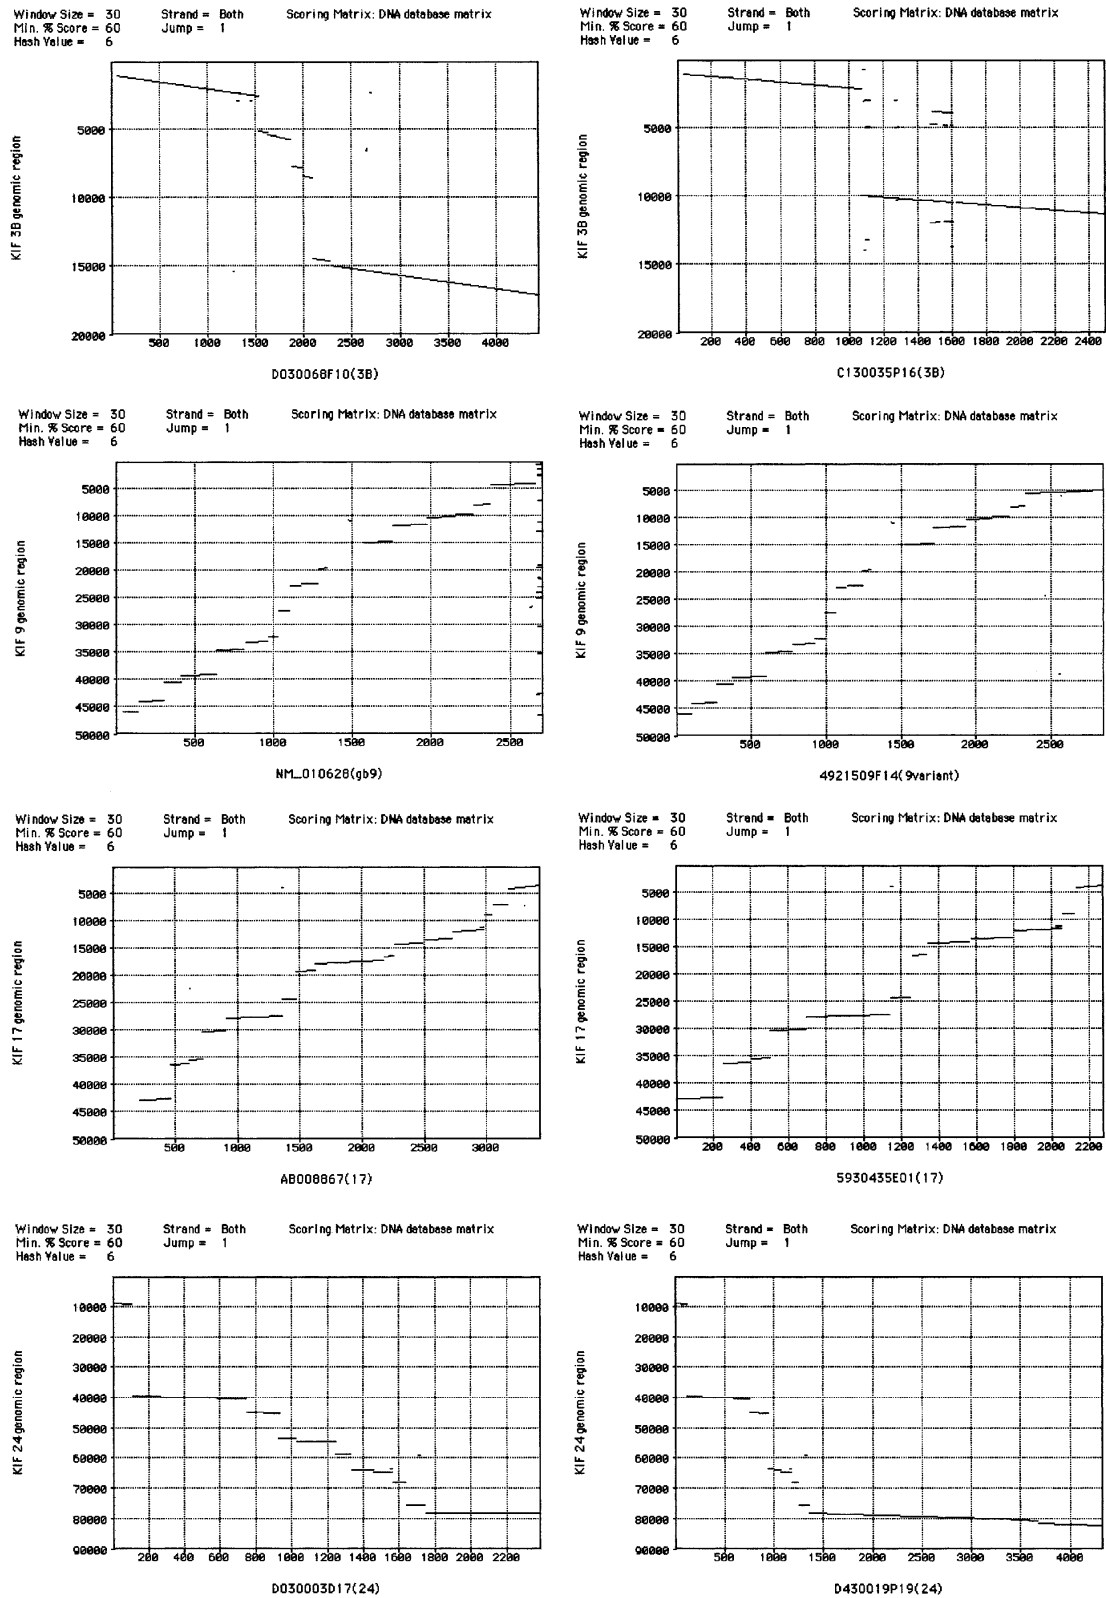 Window Size = 30 Strand = Both Scoring Matrix: DNA database matrix
Min. % Score = 60 Jump = 1
Hash Value = 6
KIF 3B genomic region
5000
10000
15000
20000
500 1000 1500 2000 2500 3000 3500 4000
D030068F10(3B)
Window Size = 30 Strand = Both Scoring Matrix: DNA database matrix
Min. % Score = 60 Jump = 1
Hash Value = 6
KIF 3B genomic region
5000
10000
15000
20000
200 400 600 800 1000 1200 1400 1600 1800 2000 2200 2400
C130035P16(3B)
Window Size = 30 Strand = Both Scoring Matrix: DNA database matrix
Min. % Score = 60 Jump = 1
Hash Value = 6
KIF 9 genomic region
5000
10000
15000
20000
25000
30000
35000
40000
45000
50000
500 1000 1500 2000 2500
NM_010628(gb9)
Window Size = 30 Strand = Both Scoring Matrix: DNA database matrix
Min. % Score = 60 Jump = 1
Hash Value = 6
KIF 9 genomic region
5000
10000
15000
20000
25000
30000
35000
40000
45000
50000
500 1000 1500 2000 2500
4921509F14(9variant)
Window Size = 30 Strand = Both Scoring Matrix: DNA database matrix
Min. % Score = 60 Jump = 1
Hash Value = 6
KIF 17 genomic region
5000
10000
15000
20000
25000
30000
35000
40000
45000
50000
500 1000 1500 2000 2500 3000
AB008867(17)
Window Size = 30 Strand = Both Scoring Matrix: DNA database matrix
Min. % Score = 60 Jump = 1
Hash Value = 6
KIF 17 genomic region
5000
10000
15000
20000
25000
30000
35000
40000
45000
50000
200 400 600 800 1000 1200 1400 1600 1800 2000 2200
5930435E01(17)
Window Size = 30 Strand = Both Scoring Matrix: DNA database matrix
Min. % Score = 60 Jump = 1
Hash Value = 6
KIF 24 genomic region
10000
20000
30000
40000
50000
60000
70000
80000
90000
200 400 600 800 1000 1200 1400 1600 1800 2000 2200
D030003D17(24)
Window Size = 30 Strand = Both Scoring Matrix: DNA database matrix
Min. % Score = 60 Jump = 1
Hash Value = 6
KIF 24 genomic region
10000
20000
30000
40000
50000
60000
70000
80000
90000
500 1000 1500 2000 2500 3000 3500 4000
D430019P19(24)